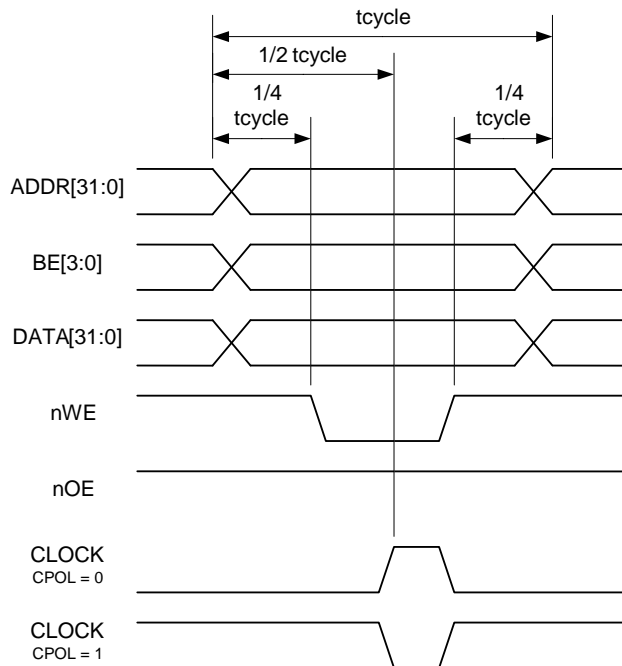 tcycle
1/2 tcycle
1/4
tcycle
1/4
tcycle
ADDR[31:0]
BE[3:0]
DATA[31:0]
nWE
nOE
CLOCK
CPOL = 0
CLOCK
CPOL = 1